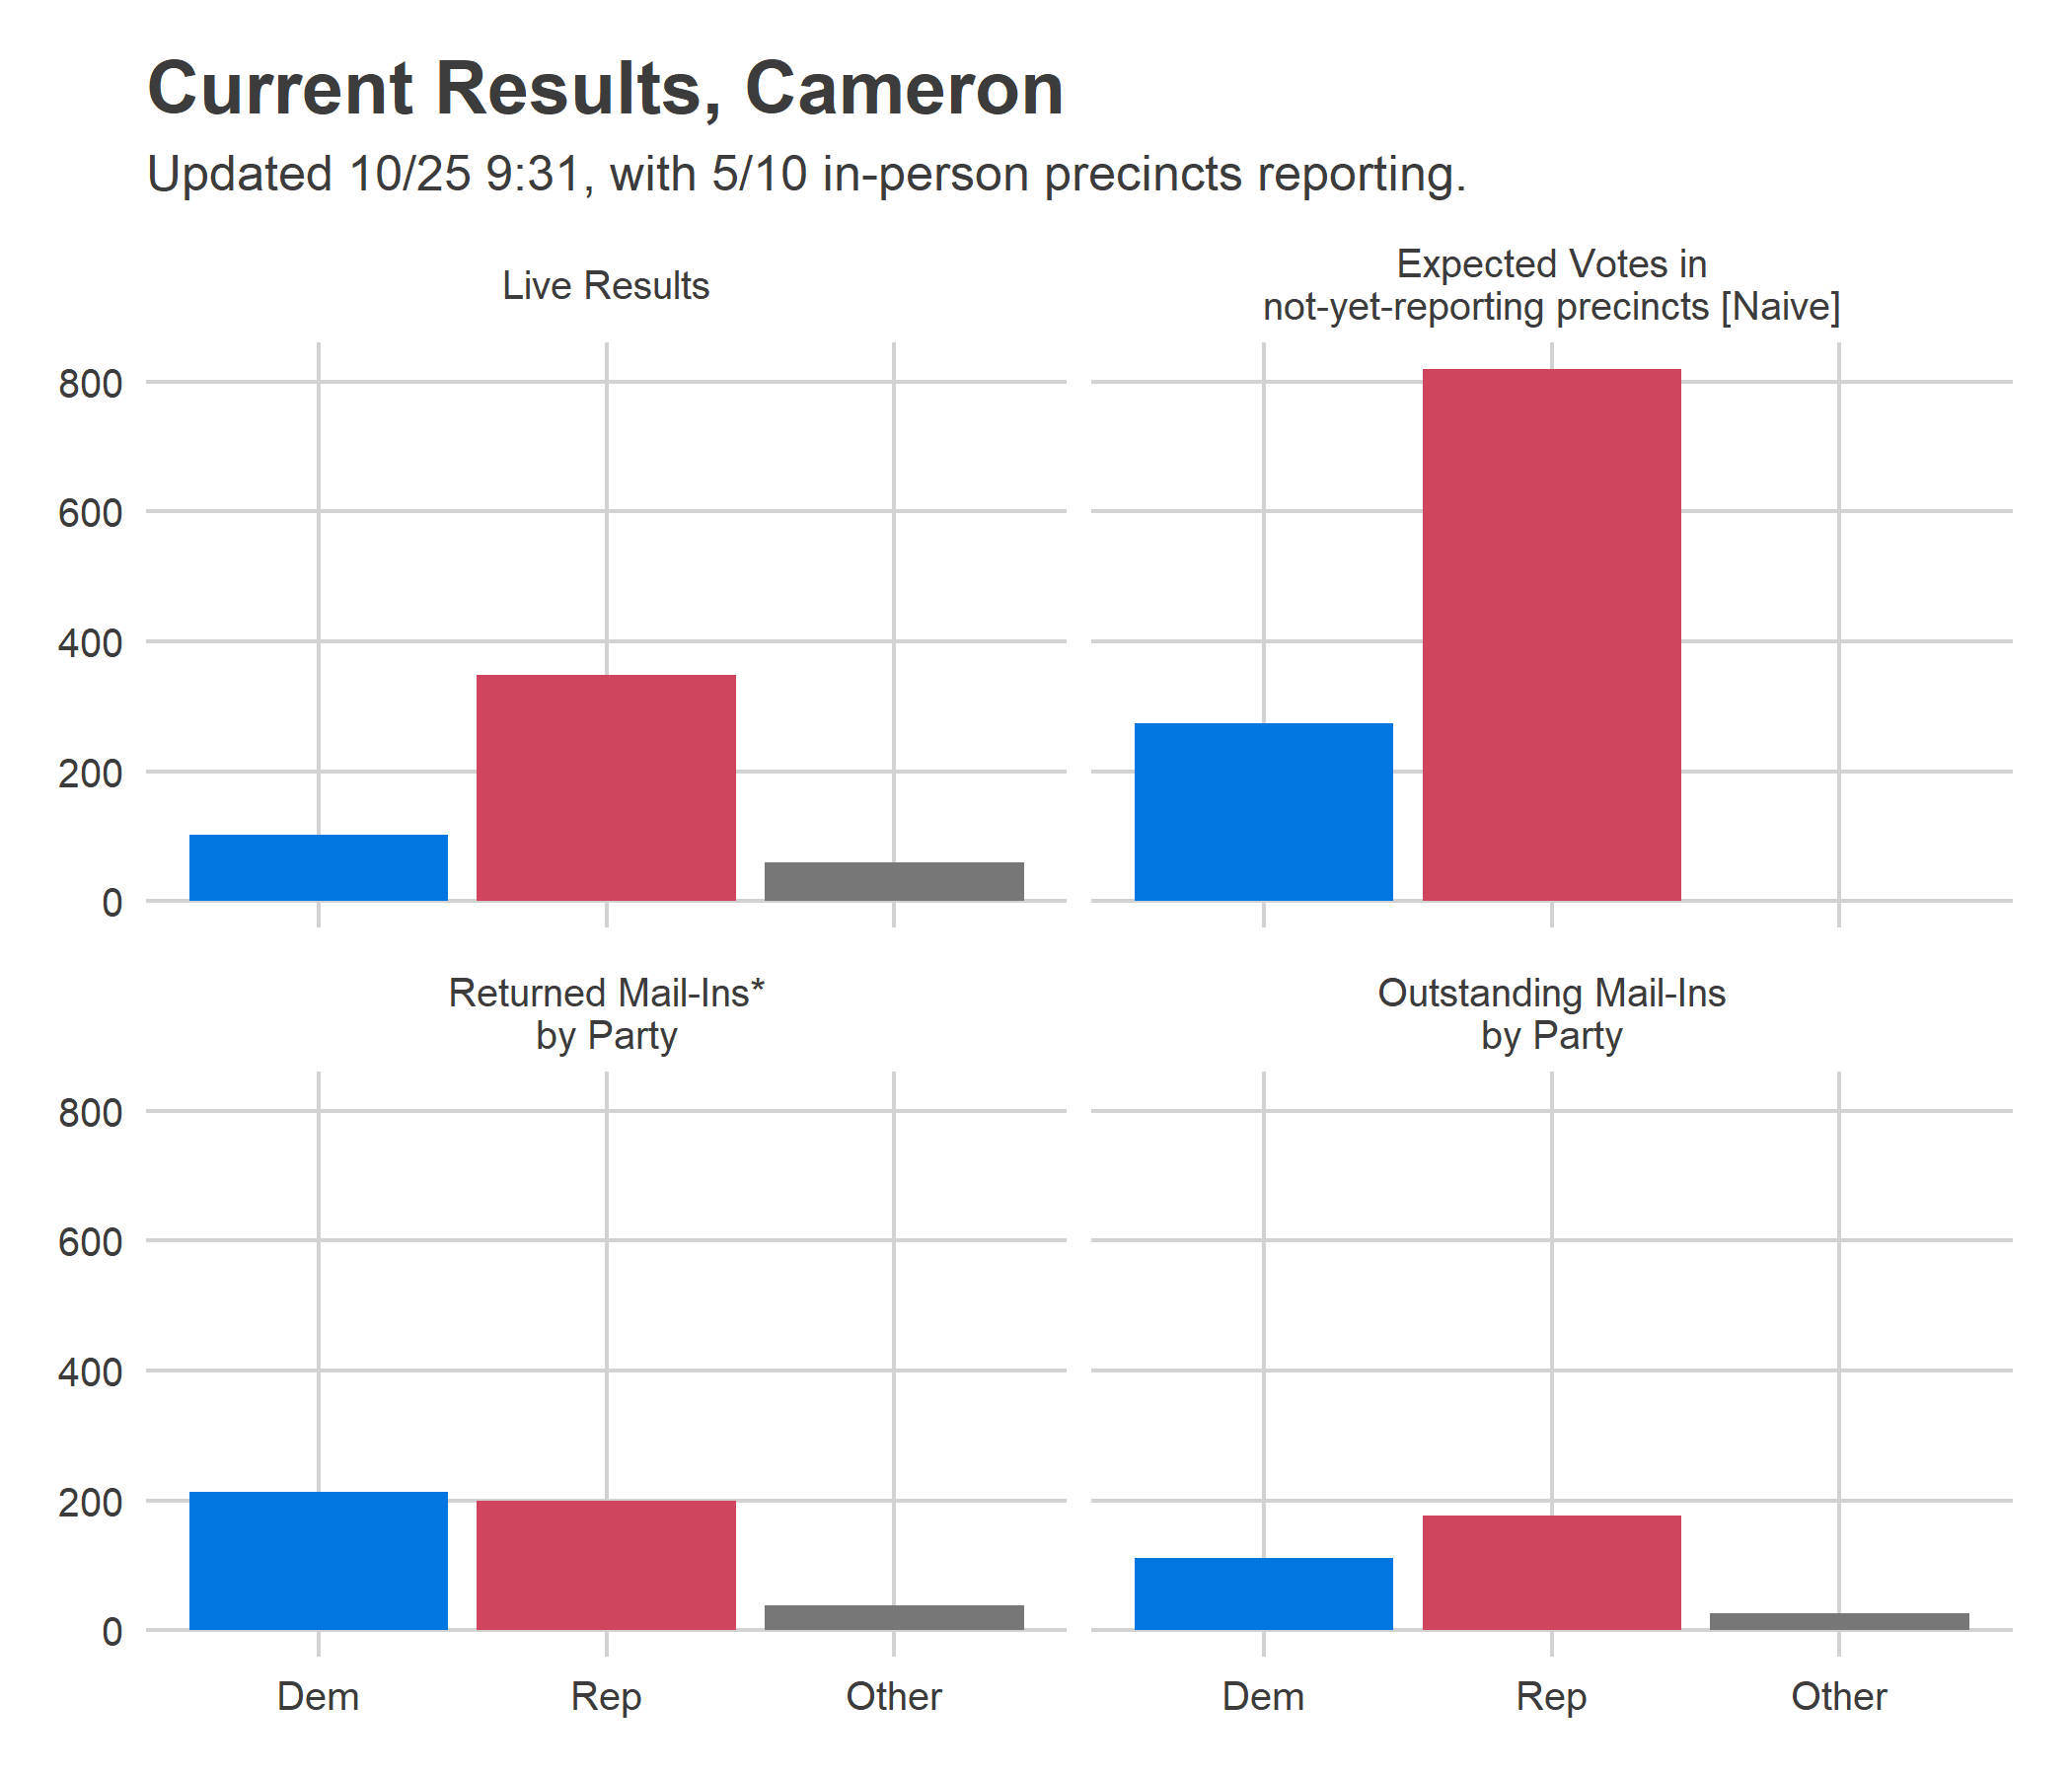 Current Results, Cameron
Updated 10/25 9:31, with 5/10 in-person precincts reporting.
Live Results
Expected Votes in
not-yet-reporting precincts [Naive]
800
600
400
200
0
Returned Mail-Ins*
by Party
Outstanding Mail-Ins
by Party
800
600
400
200
0
Dem
Rep
Other
Dem
Rep
Other